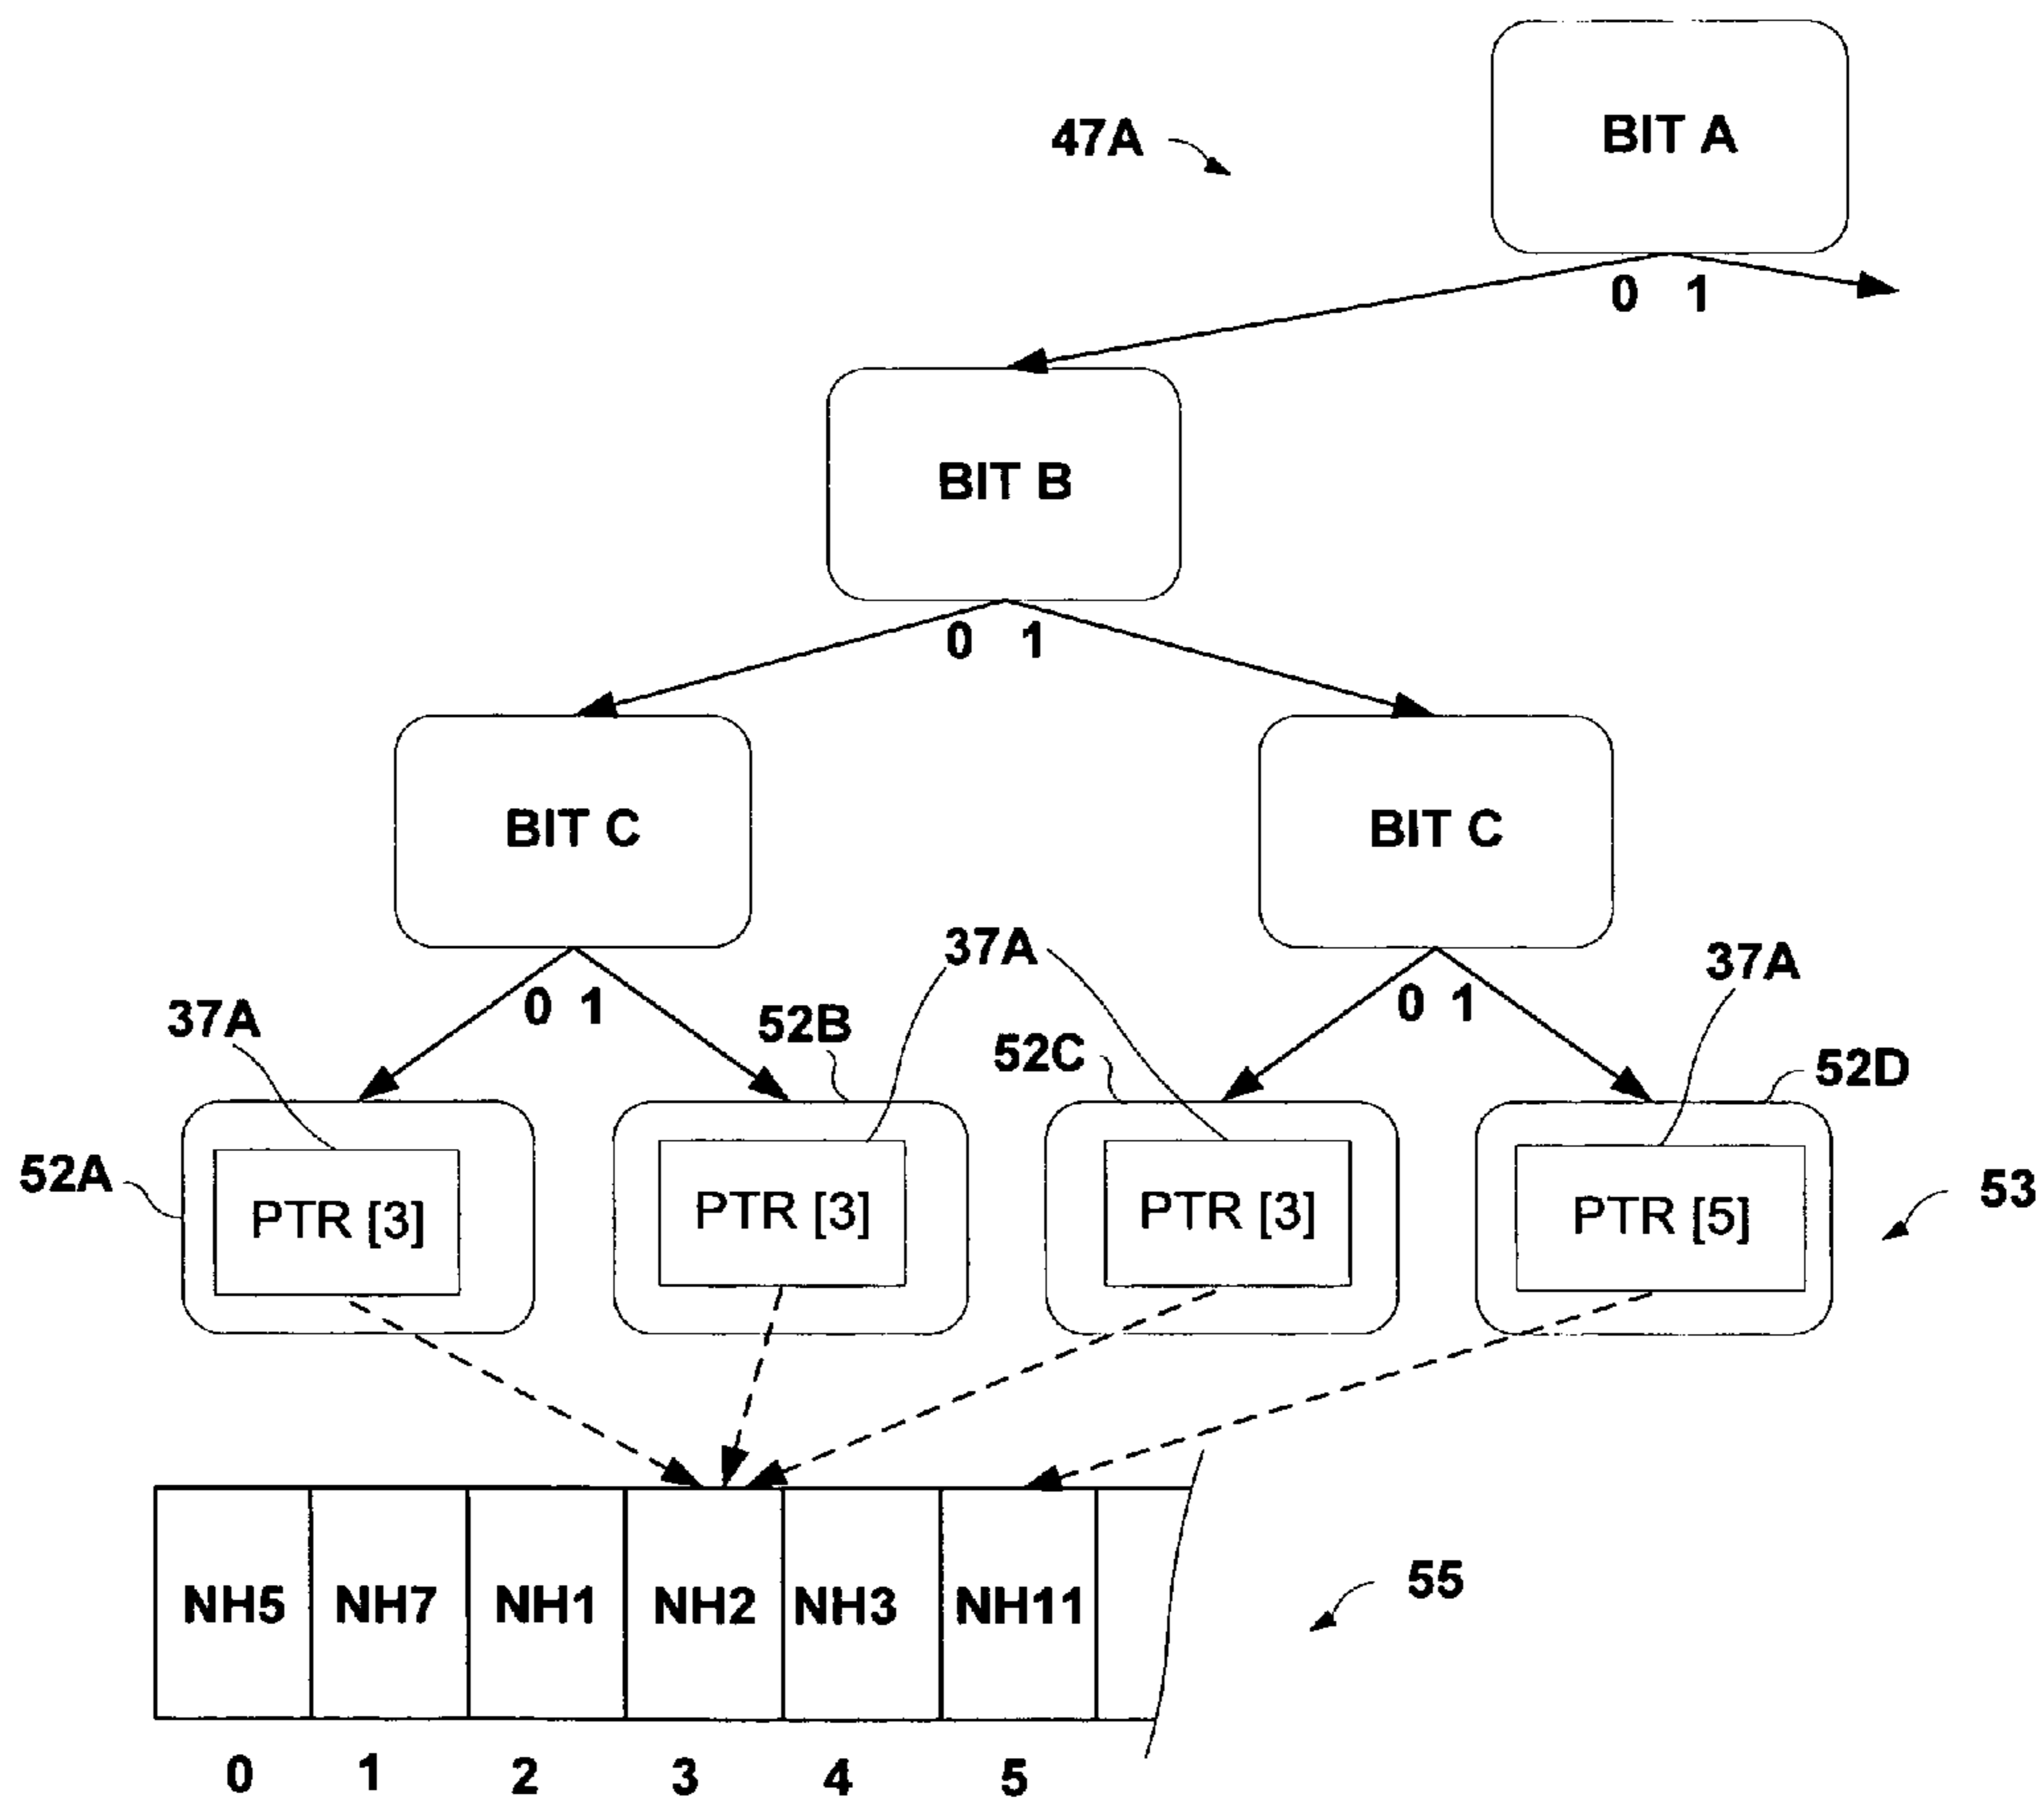 BIT A
47A
0 1
BIT B
0 1
BIT C
BIT C
37A
37A
37A
0 1
0 1
52B
52C
52D
52A
PTR [3]
PTR [3]
PTR [3]
PTR [5]
53
NH5 NH7 NH1 NH2 NH3 NH11
55
0 1 2 3 4 5